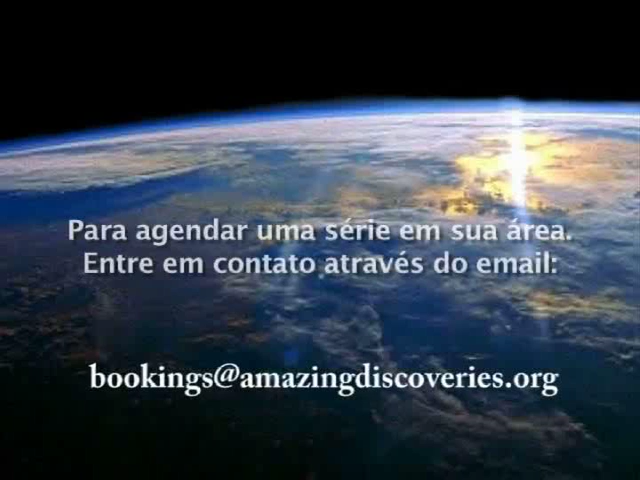 Para agendar uma série em sua área.
Entre em contato através do email:
bookings@amazingdiscoveries.org